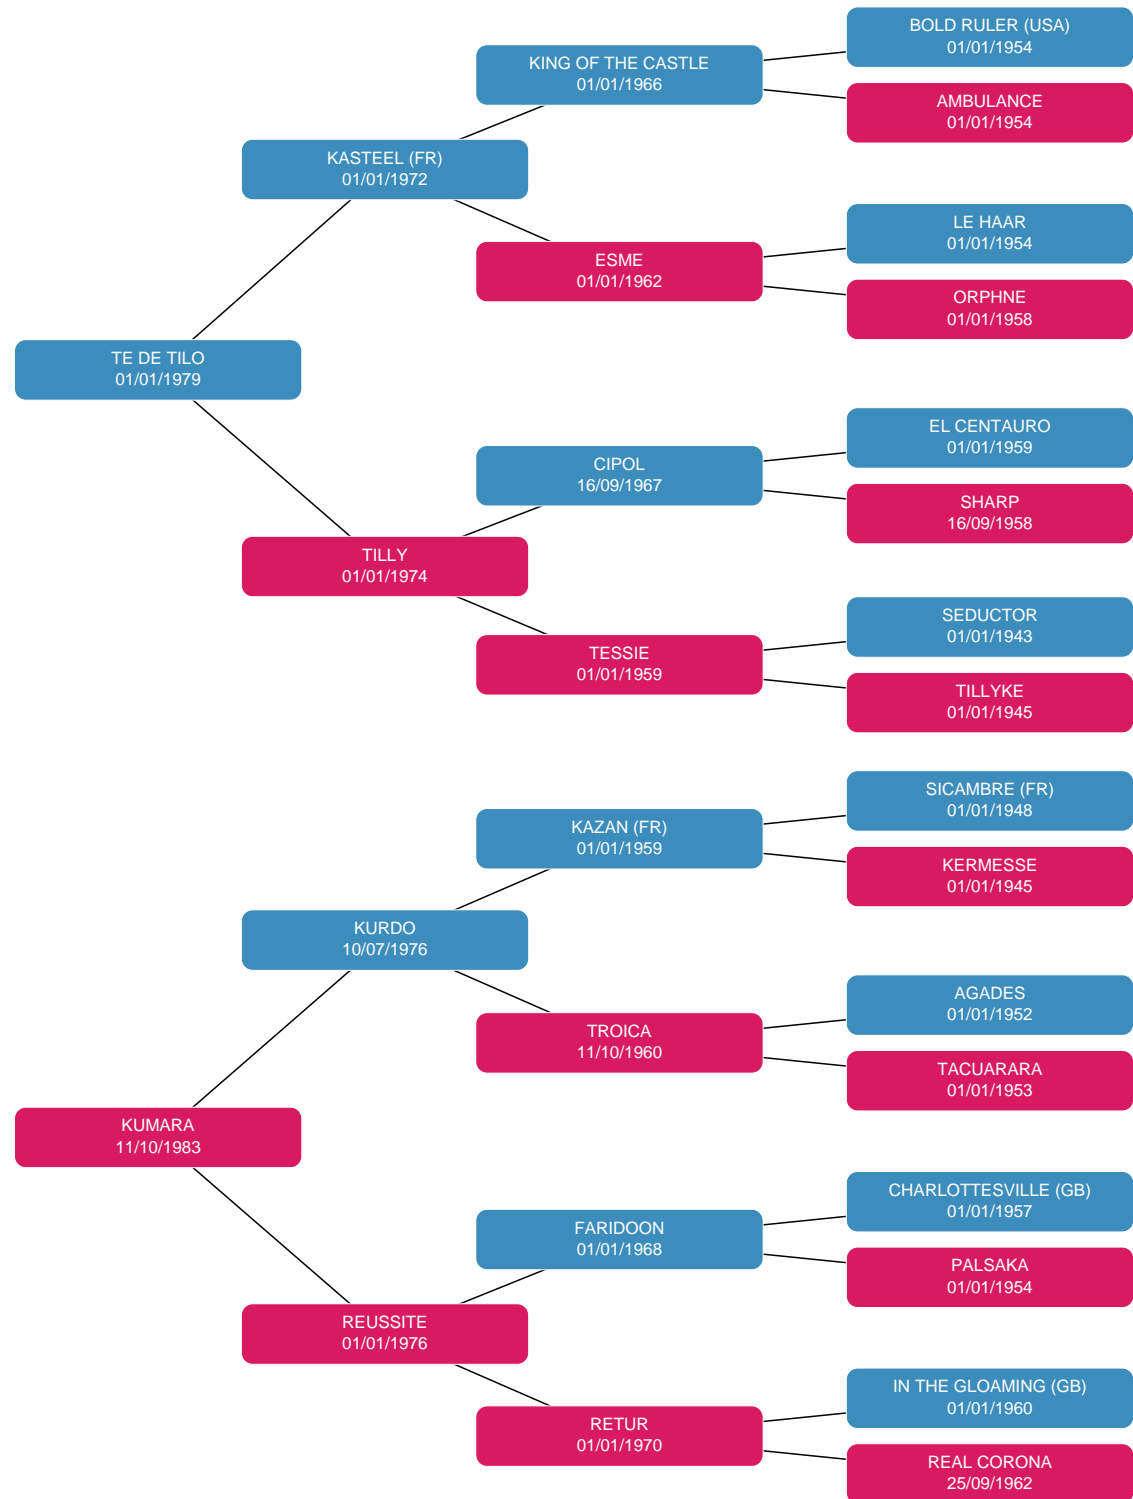 BOLD RULER (USA)
01/01/1954
KING OF THE CASTLE
01/01/1966
AMBULANCE
01/01/1954
KASTEEL (FR)
01/01/1972
LE HAAR
01/01/1954
ESME
01/01/1962
ORPHNE
01/01/1958
TE DE TILO
01/01/1979
EL CENTAURO
01/01/1959
CIPOL
16/09/1967
SHARP
16/09/1958
TILLY
01/01/1974
SEDUCTOR
01/01/1943
TESSIE
01/01/1959
TILLYKE
01/01/1945
SICAMBRE (FR)
01/01/1948
KAZAN (FR)
01/01/1959
KERMESSE
01/01/1945
KURDO
10/07/1976
AGADES
01/01/1952
TROICA
11/10/1960
TACUARARA
01/01/1953
KUMARA
11/10/1983
CHARLOTTESVILLE (GB)
01/01/1957
FARIDOON
01/01/1968
PALSAKA
01/01/1954
REUSSITE
01/01/1976
IN THE GLOAMING (GB)
01/01/1960
RETUR
01/01/1970
REAL CORONA
25/09/1962